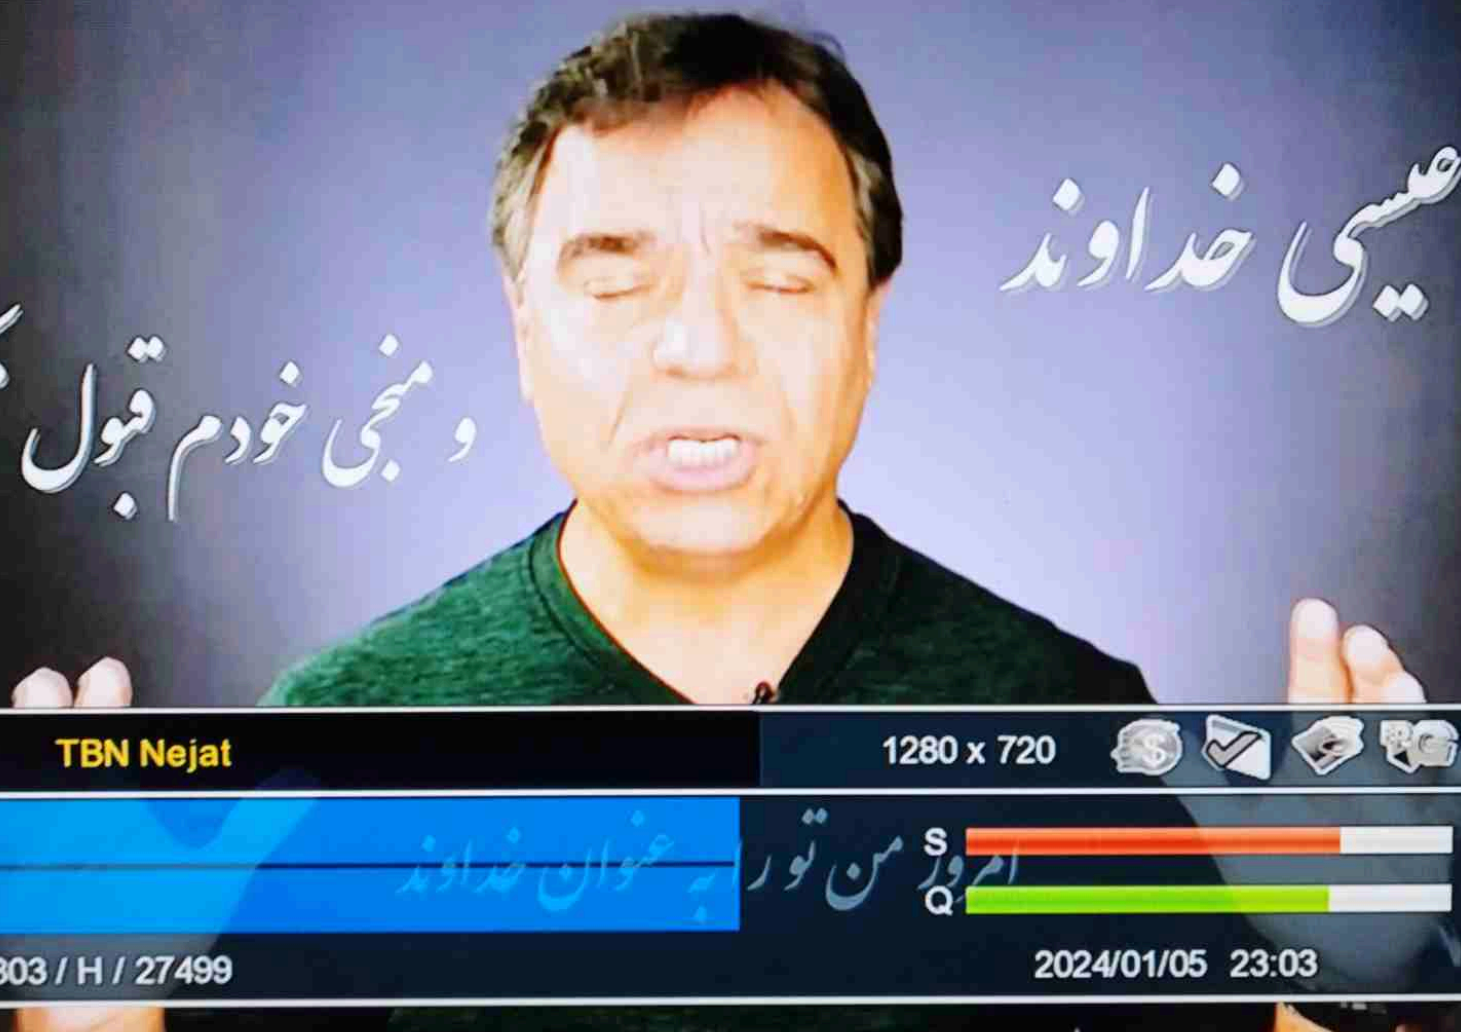 عیسی خداوند
و منجی خودم قبول
TBN Nejat
1280 x 720
امروز من تو را به عنوان خداوند
S
Q
303 / H / 27499
2024/01/05 23:03